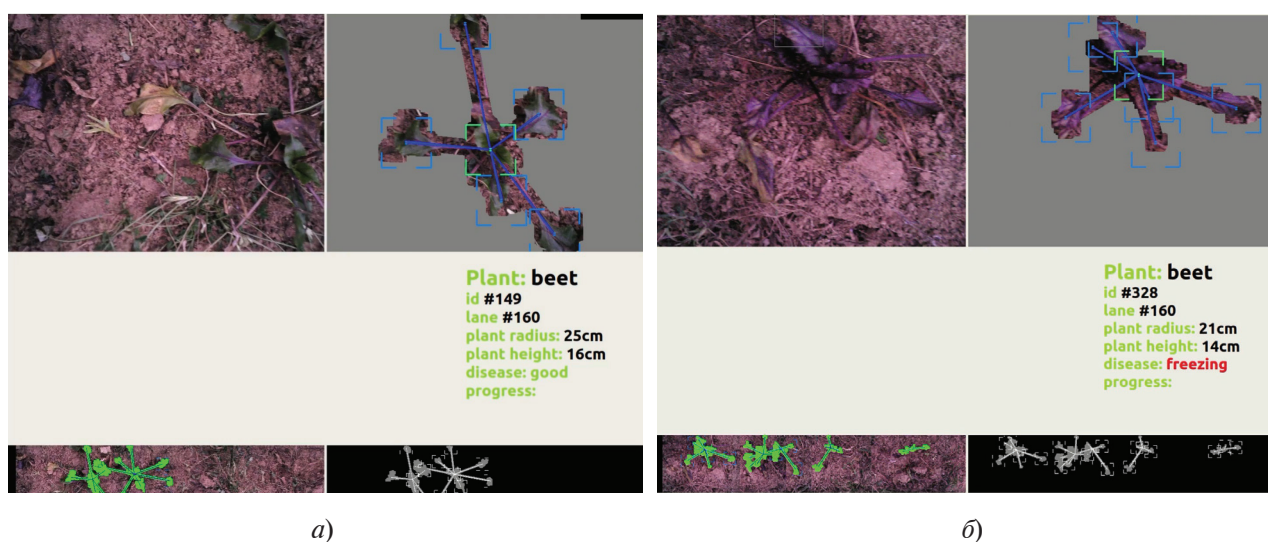 Plant: beet
id #149
lane #160
plant radius: 25cm
plant height: 16cm
disease: good
progress:
Plant: beet
id #328
lane #160
plant radius: 21cm
plant height: 14cm
disease: freezing
progress:
а)
б)